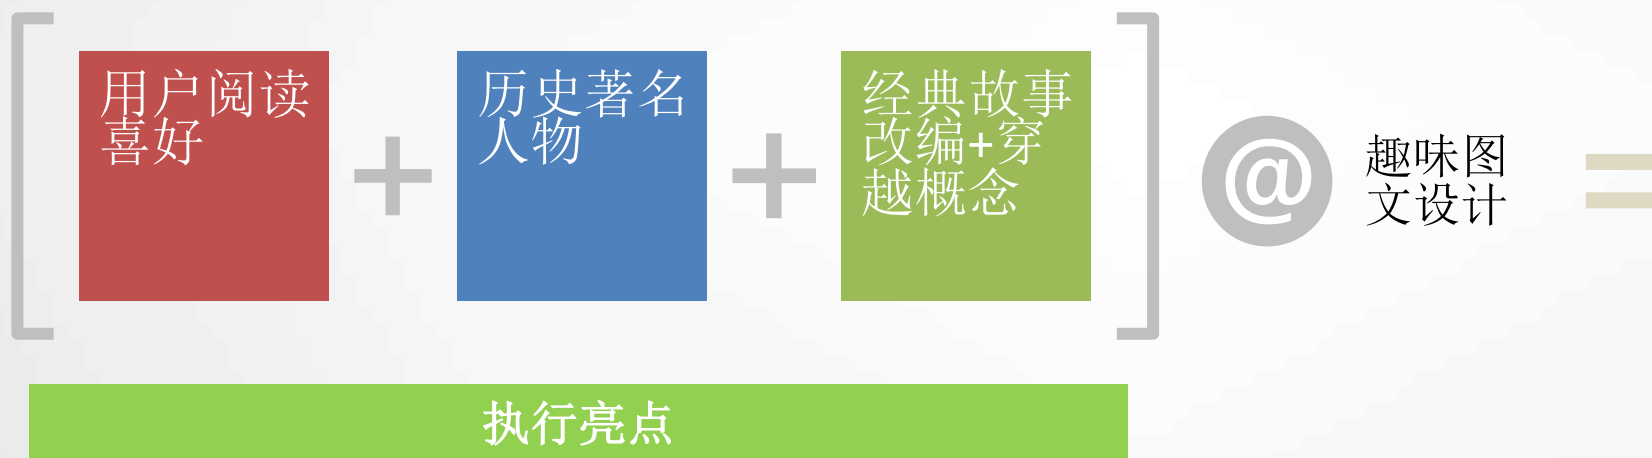 用户阅读
喜好
+
历史著名
人物
+
经典故事
改编+穿
越概念
@
趣味图
文设计
=
执行亮点